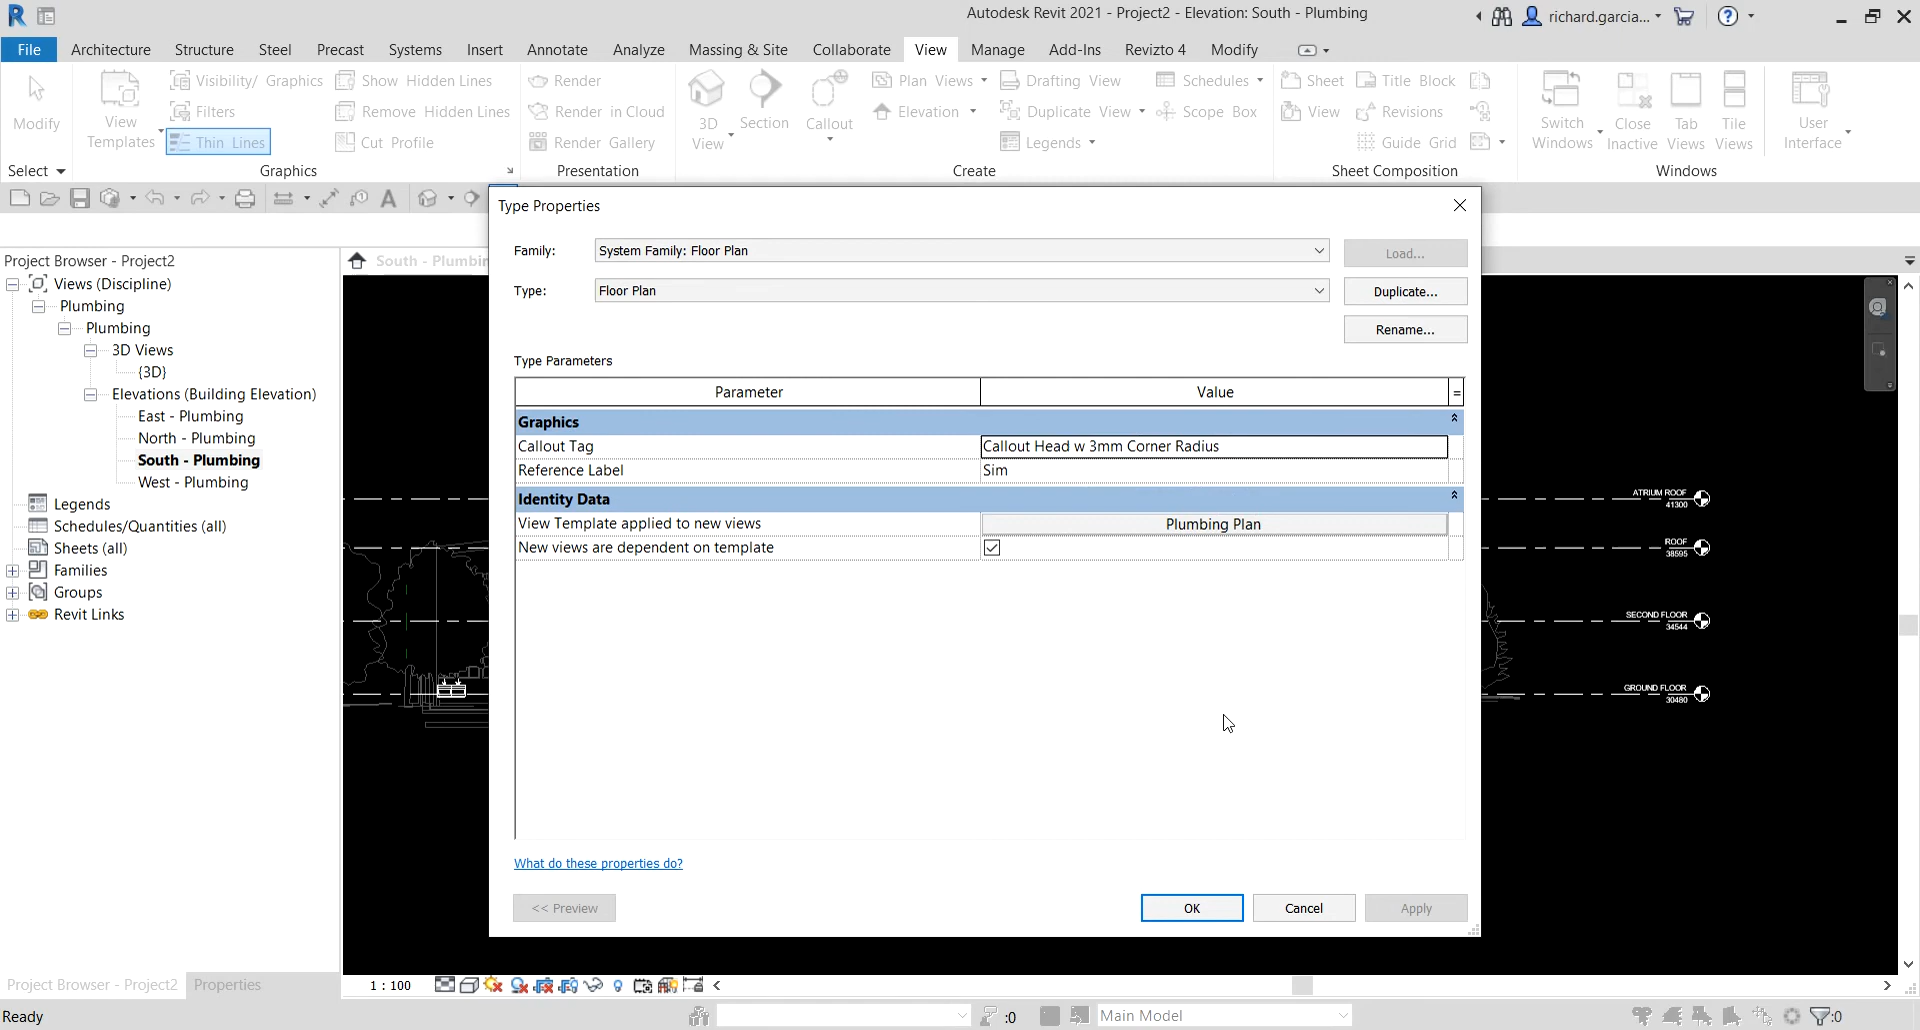 Autodesk Revit 2021 - Project2 - Elevation: South - Plumbing
richard.garcia...
File Architecture Structure Steel Precast Systems Insert Annotate Analyze Massing & Site Collaborate View Manage Add-Ins Revizto 4 Modify
Modify
View
Templates
Visibility/ Graphics
Filters
Thin Lines
Show Hidden Lines
Remove Hidden Lines
Cut Profile
Render
Render in Cloud
Render Gallery
3D
View
Section
Callout
Plan Views
Elevation
Drafting View
Duplicate View
Legends
Schedules
Scope Box
Sheet
View
Title Block
Revisions
Guide Grid
Switch
Windows
Close
Inactive
Tab
Views
Tile
Views
User
Interface
Select
Graphics
Presentation
Create
Sheet Composition
Windows
Project Browser - Project2
Views (Discipline)
Plumbing
Plumbing
3D Views
{3D}
Elevations (Building Elevation)
East - Plumbing
North - Plumbing
South - Plumbing
West - Plumbing
Legends
Schedules/Quantities (all)
Sheets (all)
Families
Groups
Revit Links
Project Browser - Project2
Properties
Type Properties
Family:
System Family: Floor Plan
Load...
Type:
Floor Plan
Duplicate...
Rename...
Type Parameters
Parameter Value =
Graphics
Callout Tag Callout Head w 3mm Corner Radius
Reference Label Sim
Identity Data
View Template applied to new views Plumbing Plan
New views are dependent on template
What do these properties do?
<< Preview
OK
Cancel
Apply
ATRIUM ROOF
41300
ROOF
38595
SECOND FLOOR
34544
GROUND FLOOR
30480
1 : 100
Ready
:0
Main Model
:0